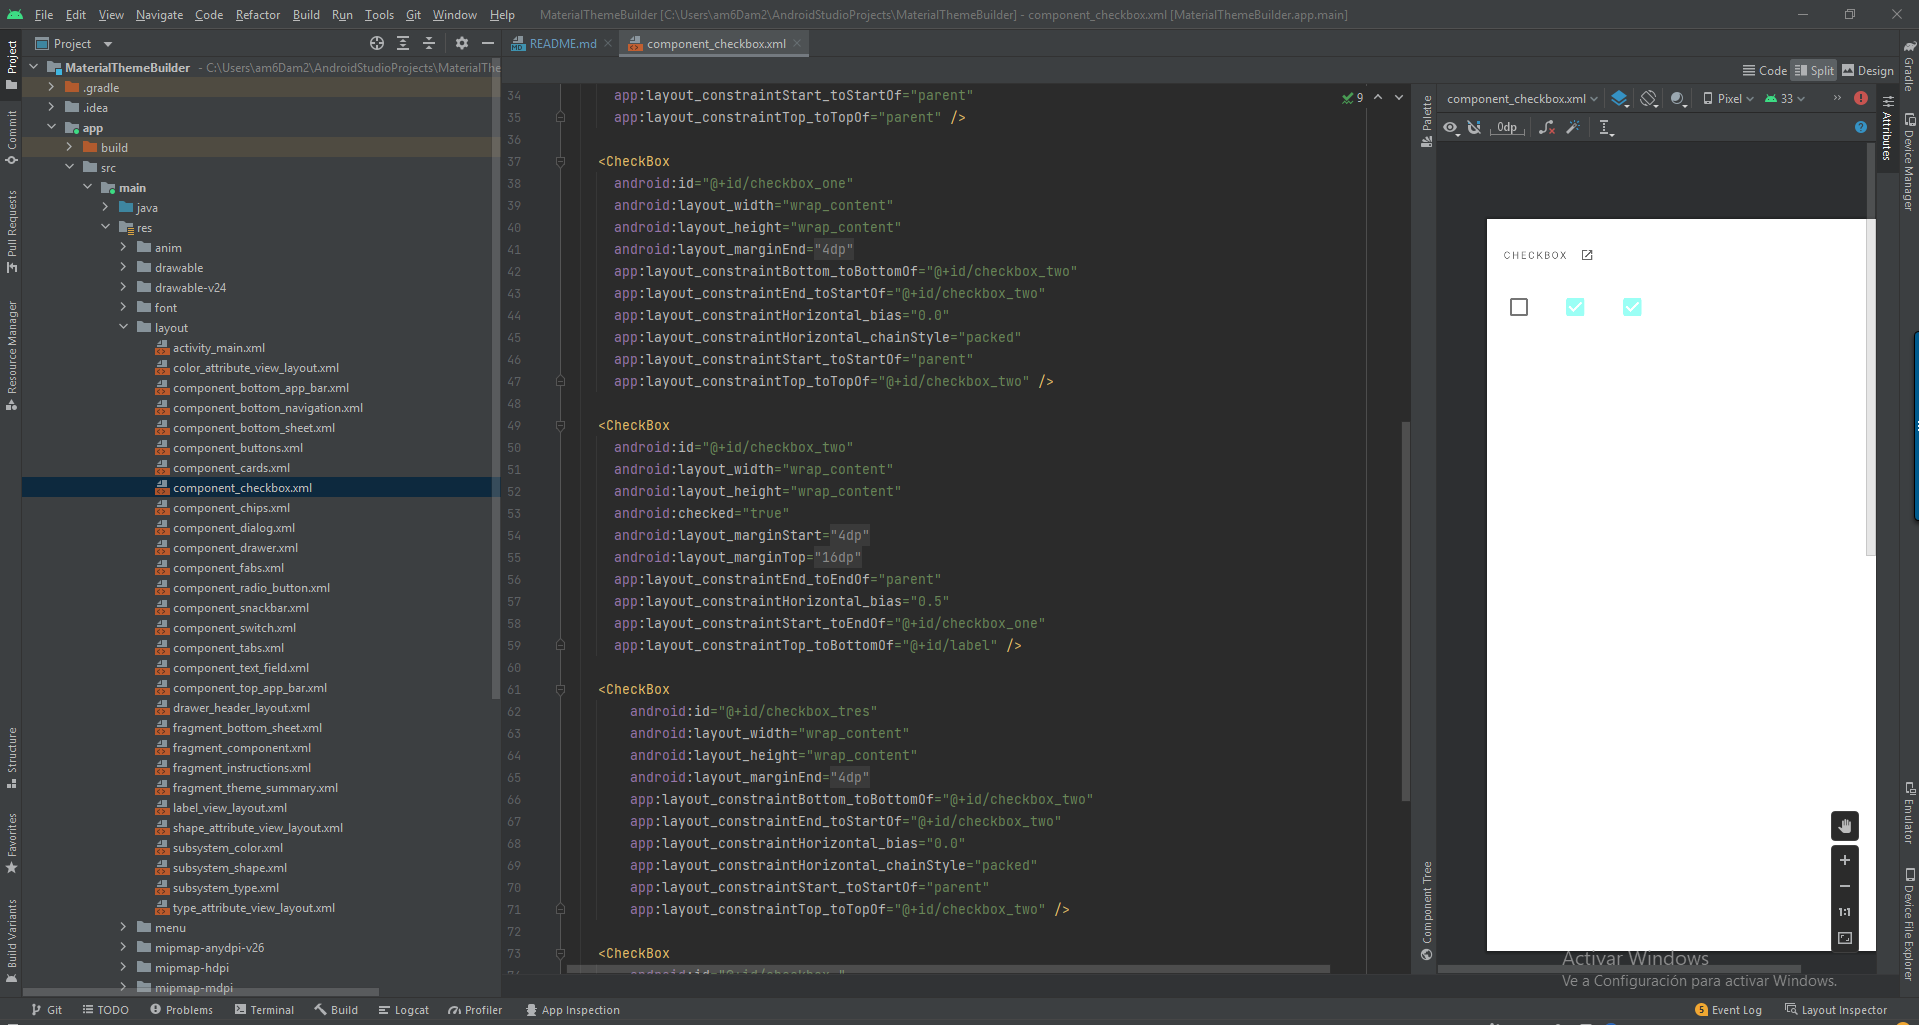 File Edit View Navigate Code Refactor Build Run Tools Git Window Help MaterialThemeBuilder [C:\Users\am6Dam2\AndroidStudioProjects\MaterialThemeBuilder] - component_checkbox.xml [MaterialThemeBuilder.app.main]
Project
README.md
component_checkbox.xml
MaterialThemeBuilder - C:\Users\am6Dam2\AndroidStudioProjects\MaterialThe
Code Split Design
.gradle
.idea
app
build
src
main
java
res
anim
drawable
drawable-v24
font
layout
activity_main.xml
color_attribute_view_layout.xml
component_bottom_app_bar.xml
component_bottom_navigation.xml
component_bottom_sheet.xml
component_buttons.xml
component_cards.xml
component_checkbox.xml
component_chips.xml
component_dialog.xml
component_drawer.xml
component_fabs.xml
component_radio_button.xml
component_snackbar.xml
component_switch.xml
component_tabs.xml
component_text_field.xml
component_top_app_bar.xml
drawer_header_layout.xml
fragment_bottom_sheet.xml
fragment_component.xml
fragment_instructions.xml
fragment_theme_summary.xml
label_view_layout.xml
shape_attribute_view_layout.xml
subsystem_color.xml
subsystem_shape.xml
subsystem_type.xml
type_attribute_view_layout.xml
menu
mipmap-anydpi-v26
mipmap-hdpi
mipmap-mdpi
Project
Commit
Pull Requests
Resource Manager
Structure
Favorites
Build Variants
9
34 app:layout_constraintStart_toStartOf="parent"
35 app:layout_constraintTop_toTopOf="parent" />
36
37 <CheckBox
38 android:id="@+id/checkbox_one"
39 android:layout_width="wrap_content"
40 android:layout_height="wrap_content"
41 android:layout_marginEnd="4dp"
42 app:layout_constraintBottom_toBottomOf="@+id/checkbox_two"
43 app:layout_constraintEnd_toStartOf="@+id/checkbox_two"
44 app:layout_constraintHorizontal_bias="0.0"
45 app:layout_constraintHorizontal_chainStyle="packed"
46 app:layout_constraintStart_toStartOf="parent"
47 app:layout_constraintTop_toTopOf="@+id/checkbox_two" />
48
49 <CheckBox
50 android:id="@+id/checkbox_two"
51 android:layout_width="wrap_content"
52 android:layout_height="wrap_content"
53 android:checked="true"
54 android:layout_marginStart="4dp"
55 android:layout_marginTop="16dp"
56 app:layout_constraintEnd_toEndOf="parent"
57 app:layout_constraintHorizontal_bias="0.5"
58 app:layout_constraintStart_toEndOf="@+id/checkbox_one"
59 app:layout_constraintTop_toBottomOf="@+id/label" />
60
61 <CheckBox
62 android:id="@+id/checkbox_tres"
63 android:layout_width="wrap_content"
64 android:layout_height="wrap_content"
65 android:layout_marginEnd="4dp"
66 app:layout_constraintBottom_toBottomOf="@+id/checkbox_two"
67 app:layout_constraintEnd_toStartOf="@+id/checkbox_two"
68 app:layout_constraintHorizontal_bias="0.0"
69 app:layout_constraintHorizontal_chainStyle="packed"
70 app:layout_constraintStart_toStartOf="parent"
71 app:layout_constraintTop_toTopOf="@+id/checkbox_two" />
72
73 <CheckBox
Palette
Component Tree
component_checkbox.xml Pixel 33
0dp
CHECKBOX
1:1
Activar Windows
Ve a Configuración para activar Windows.
Gradle
Attributes
Device Manager
Emulator
Device File Explorer
Git TODO Problems Terminal Build Logcat Profiler App Inspection 5 Event Log Layout Inspector